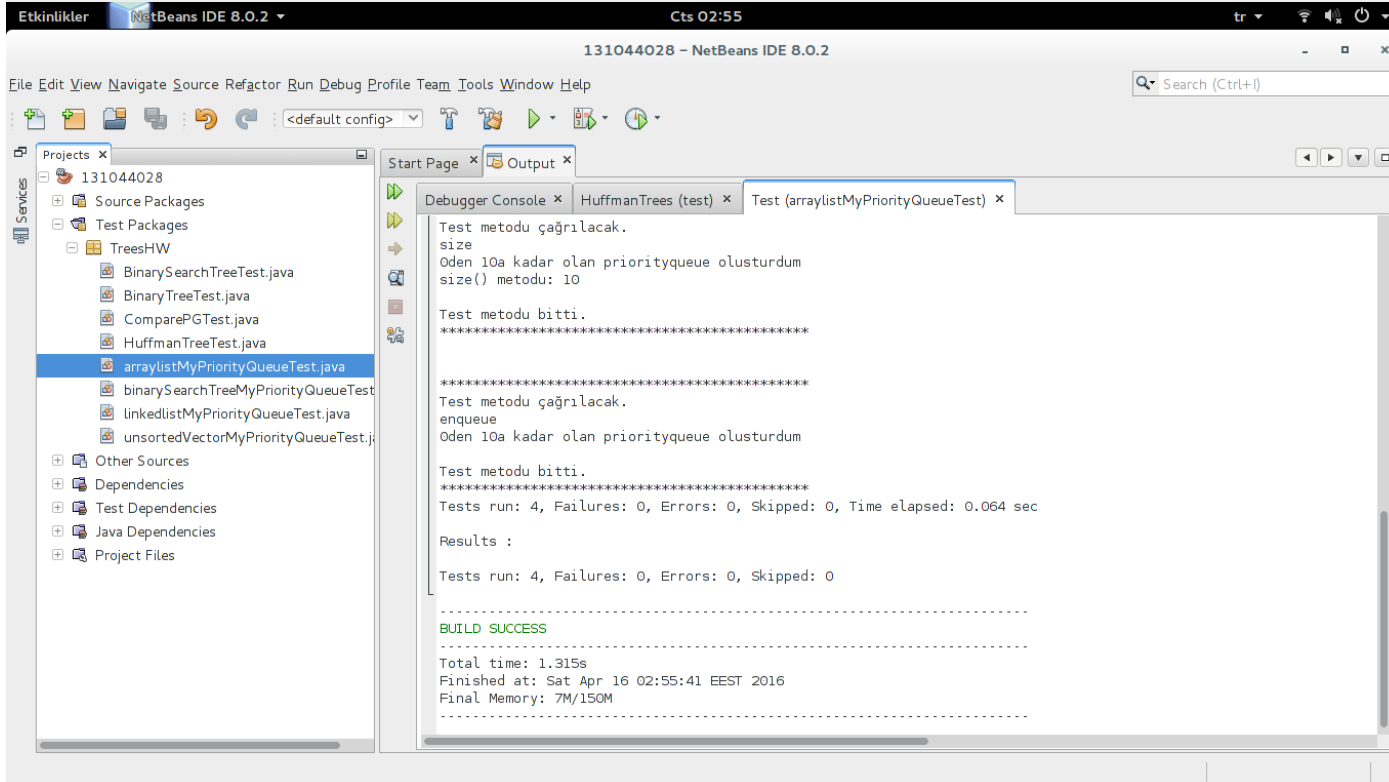 Etkinlikler NetBeans IDE 8.0.2 Cts 02:55 tr
131044028 – NetBeans IDE 8.0.2
File Edit View Navigate Source Refactor Run Debug Profile Team Tools Window Help Search (Ctrl+I)
<default config>
Services
Projects
131044028
Source Packages
Test Packages
TreesHW
BinarySearchTreeTest.java
BinaryTreeTest.java
ComparePGTest.java
HuffmanTreeTest.java
arraylistMyPriorityQueueTest.java
binarySearchTreeMyPriorityQueueTest
linkedlistMyPriorityQueueTest.java
unsortedVectorMyPriorityQueueTest.ja
Other Sources
Dependencies
Test Dependencies
Java Dependencies
Project Files
Start Page Output
Debugger Console HuffmanTrees (test) Test (arraylistMyPriorityQueueTest)
Test metodu çağrılacak.
size
0den 10a kadar olan priorityqueue olusturdum
size() metodu: 10
Test metodu bitti.
*********************************************
*********************************************
Test metodu çağrılacak.
enqueue
0den 10a kadar olan priorityqueue olusturdum
Test metodu bitti.
*********************************************
Tests run: 4, Failures: 0, Errors: 0, Skipped: 0, Time elapsed: 0.064 sec
Results :
Tests run: 4, Failures: 0, Errors: 0, Skipped: 0
------------------------------------------------------------------------
BUILD SUCCESS
------------------------------------------------------------------------
Total time: 1.315s
Finished at: Sat Apr 16 02:55:41 EEST 2016
Final Memory: 7M/150M
------------------------------------------------------------------------